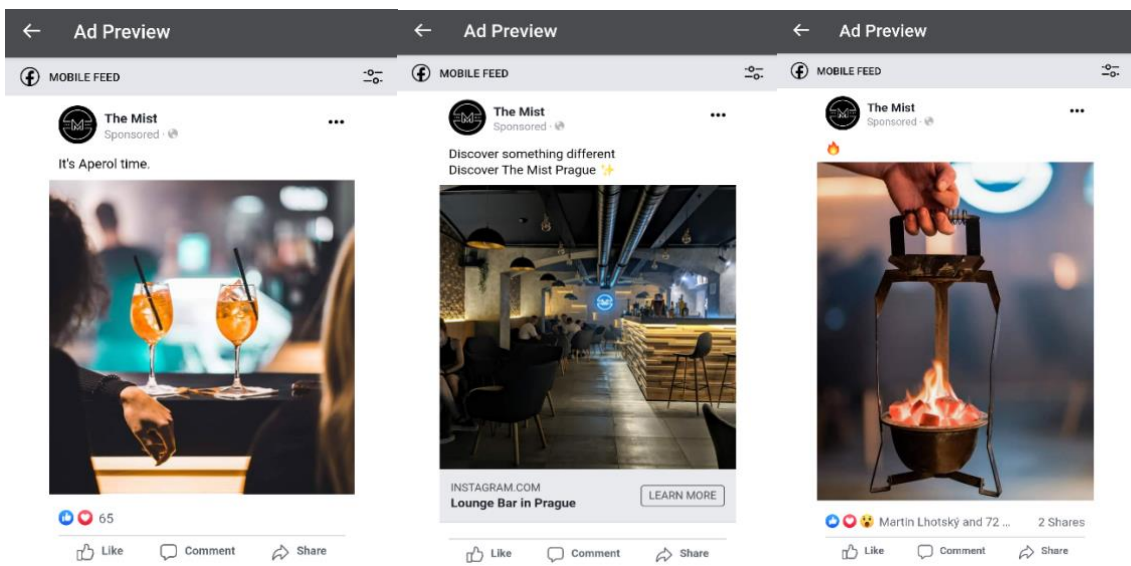 Ad Preview
MOBILE FEED
The Mist
Sponsored ·
It's Aperol time.
65
Like Comment Share
Ad Preview
MOBILE FEED
The Mist
Sponsored ·
Discover something different
Discover The Mist Prague ✨
INSTAGRAM.COM
Lounge Bar in Prague
LEARN MORE
Like Comment Share
Ad Preview
MOBILE FEED
The Mist
Sponsored ·
🔥
Martin Lhotský and 72 ... 2 Shares
Like Comment Share